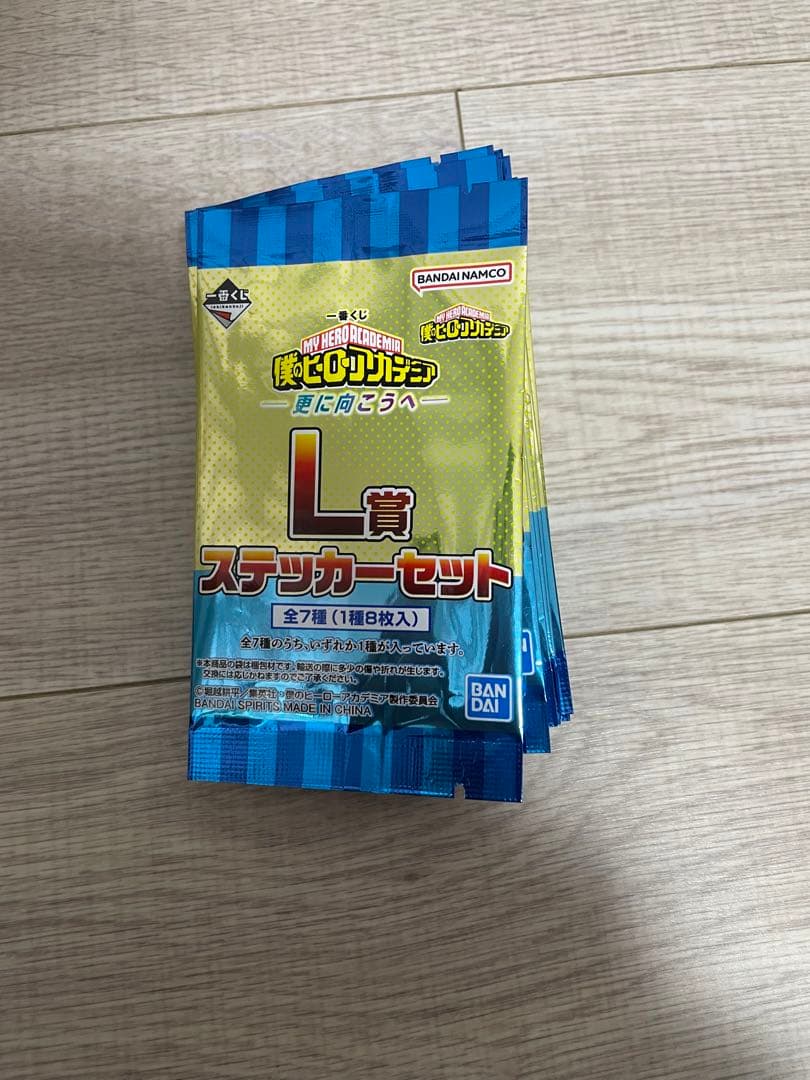 BANDAI NAMCO
一番くじ
ICHIBANKUJI
一番くじ
MY HERO ACADEMIA
僕のヒーローアカデミア
MY HERO ACADEMIA
僕のヒーローアカデミア
更に向こうへ
L賞
ステッカーセット
全7種(1種8枚入)
全7種のうち、いずれか1種が入っています。
※本商品の袋は梱包材です。輸送の際に多少の傷や折れが生じます。
交換には応じかねますのでご了承ください。
©堀越耕平/集英社・僕のヒーローアカデミア製作委員会
BANDAI SPIRITS MADE IN CHINA
BAN
DAI